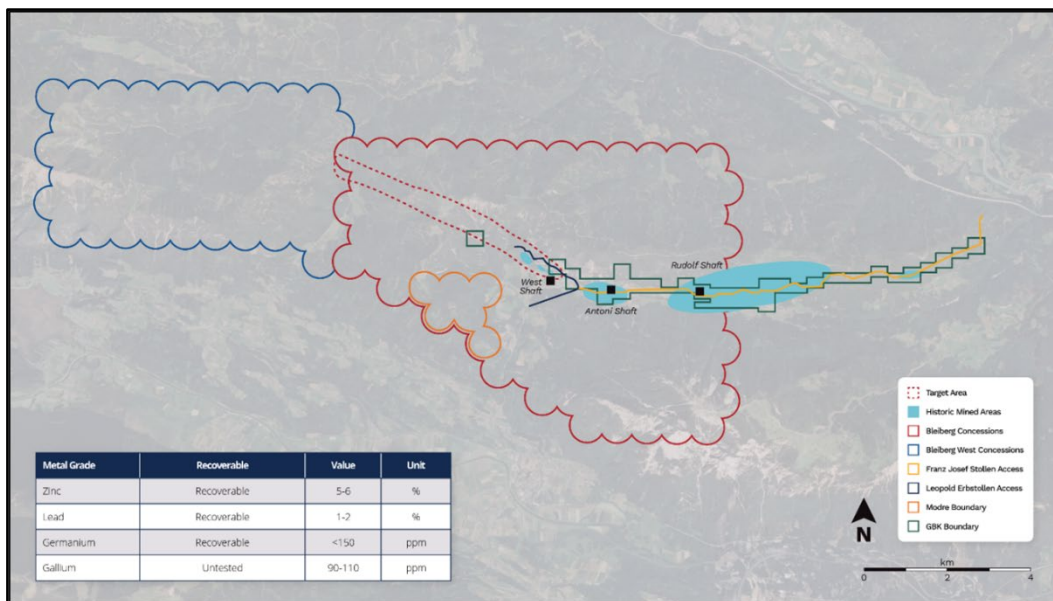 Rudolf Shaft
West
Shaft
Antoni Shaft
Target Area
Historic Mined Areas
Bleiberg Concessions
Bleiberg West Concessions
Franz Josef Stollen Access
Leopold Erbstollen Access
Modre Boundary
GBK Boundary
N
km
0 2 4
Metal Grade Recoverable Value Unit
Zinc Recoverable 5-6 %
Lead Recoverable 1-2 %
Germanium Recoverable <150 ppm
Gallium Untested 90-110 ppm